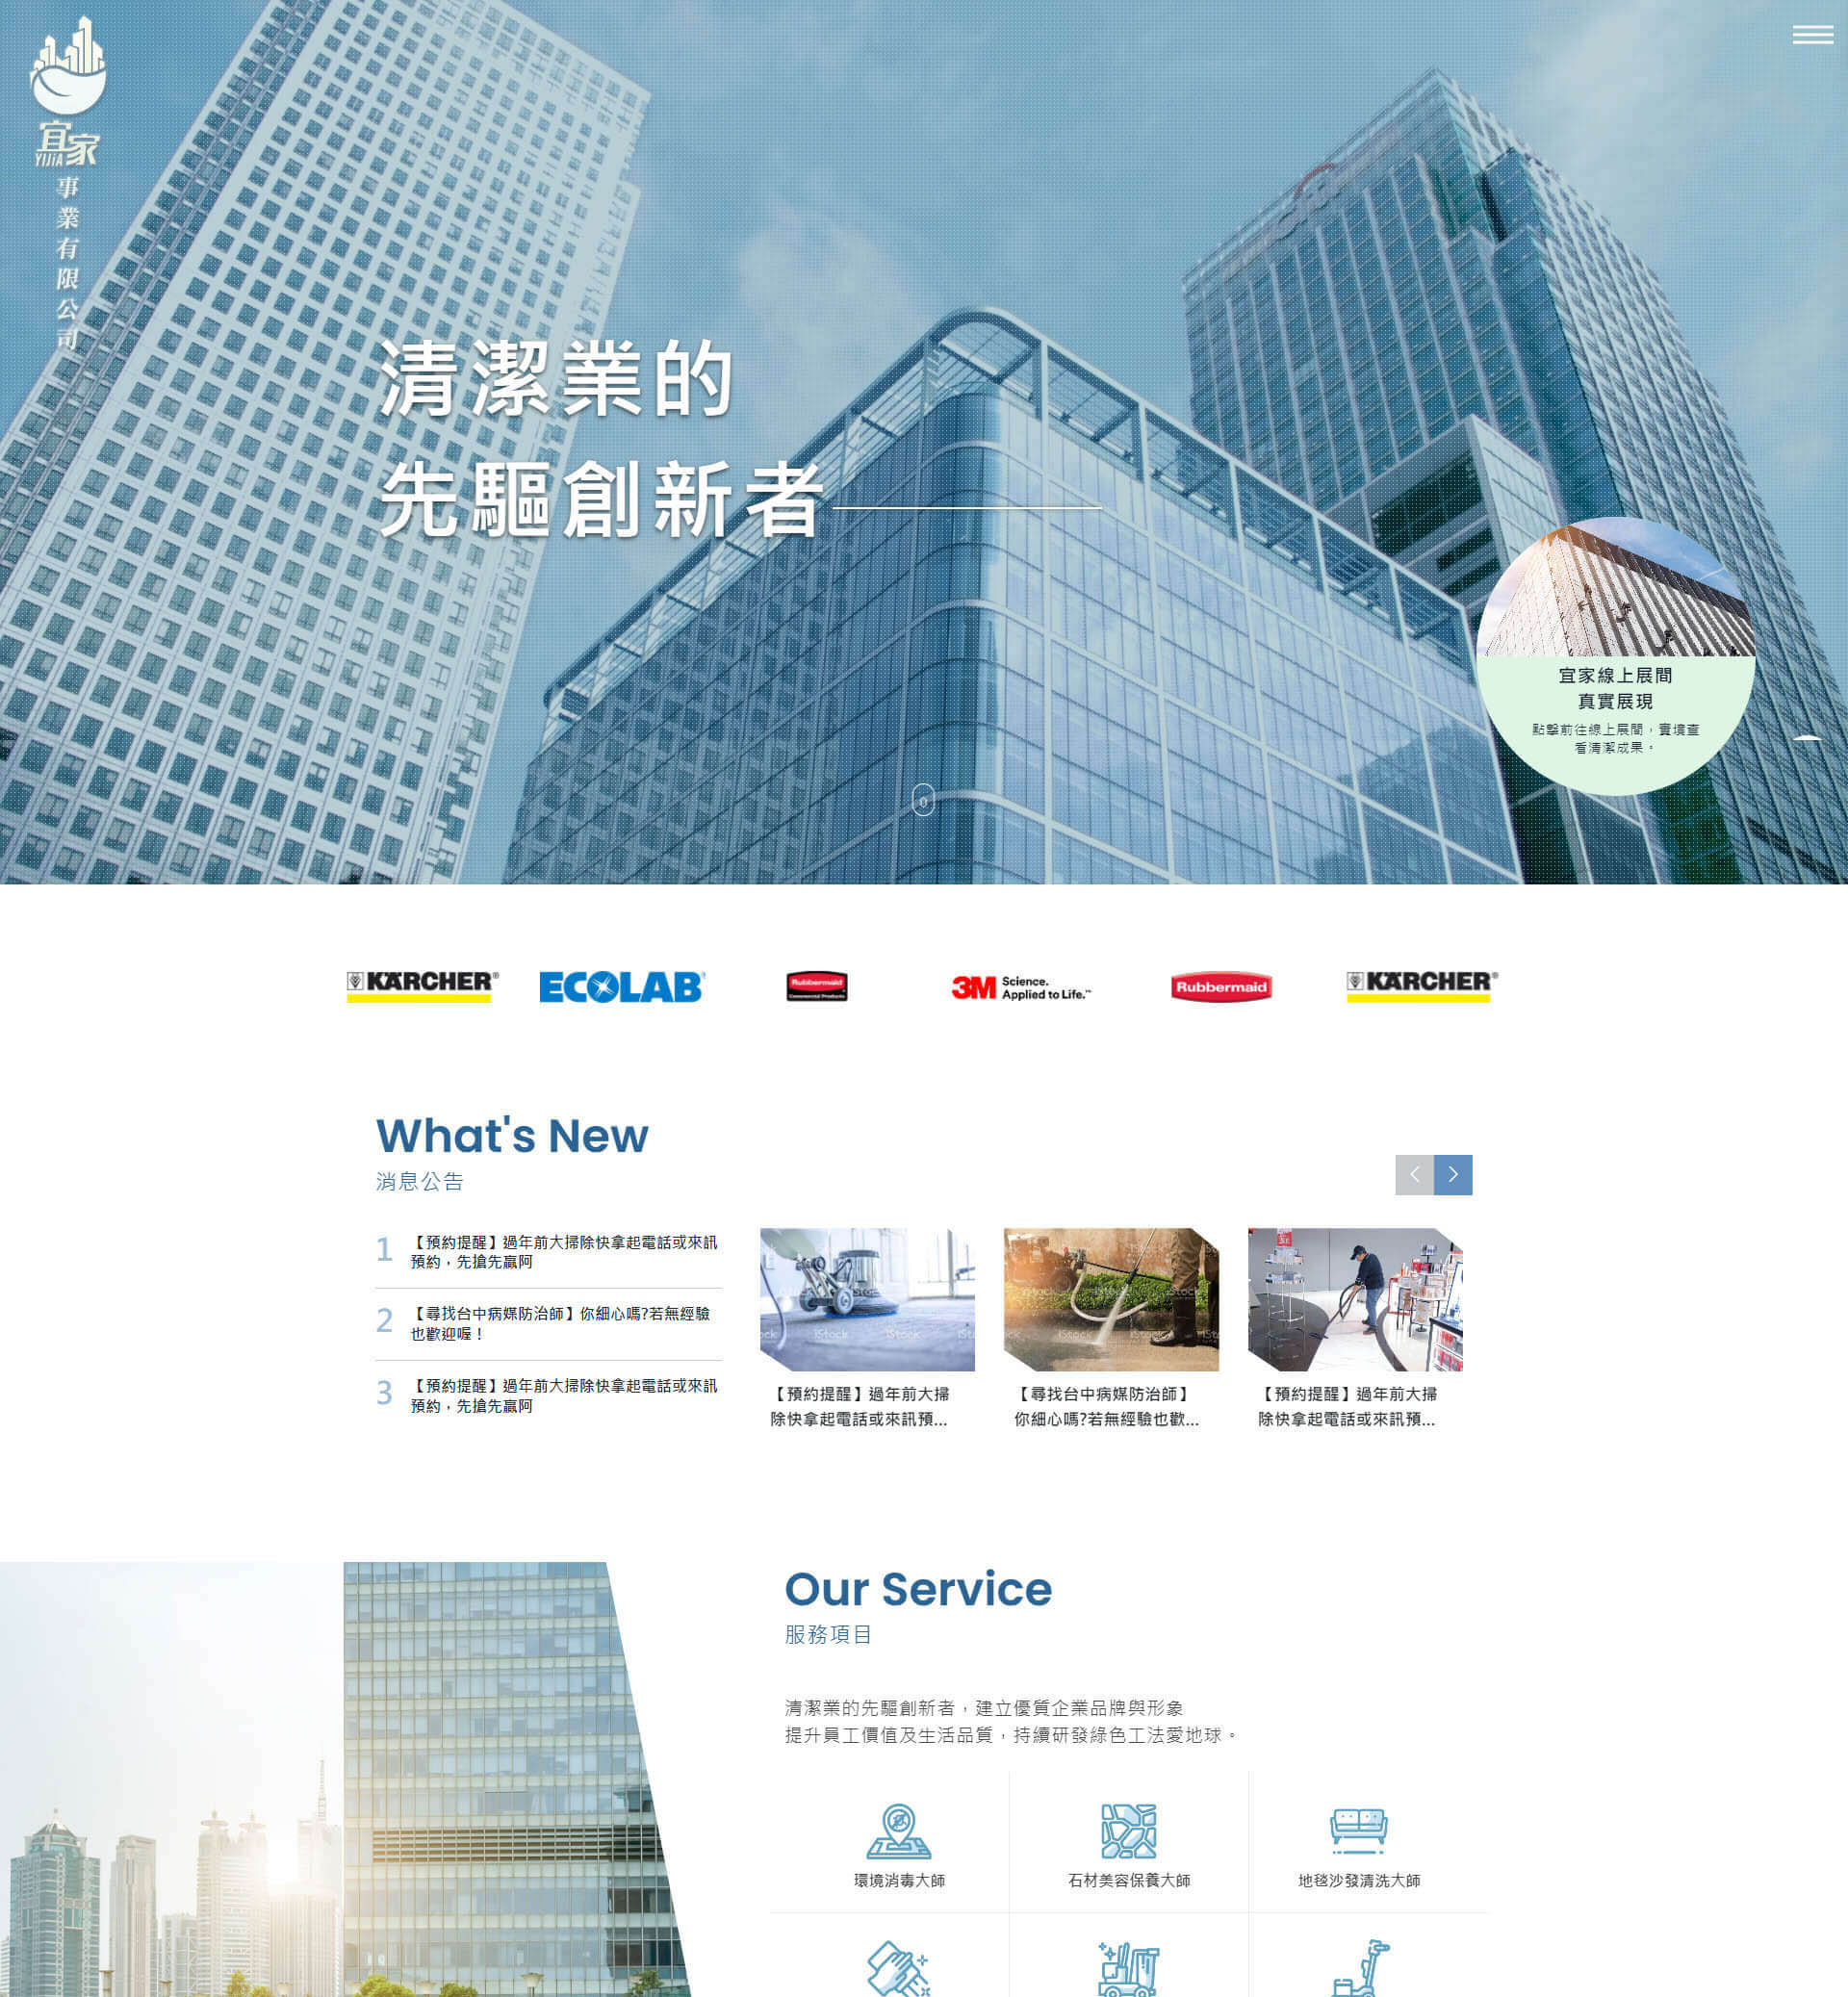 宜家
YIJIA
事業有限公司
清潔業的
先驅創新者
宜家線上展間
真實展現
點擊前往線上展間，實境查
看清潔成果。
KÄRCHER®
ECOLAB®
Rubbermaid
Commercial Products
3M Science.
Applied to Life.™
Rubbermaid
KÄRCHER®
What's New
消息公告
1
【預約提醒】過年前大掃除快拿起電話或來訊
預約，先搶先贏阿
2
【尋找台中病媒防治師】你細心嗎?若無經驗
也歡迎喔！
3
【預約提醒】過年前大掃除快拿起電話或來訊
預約，先搶先贏阿
iStock
iStock
iStock
iStock
【預約提醒】過年前大掃
除快拿起電話或來訊預...
【尋找台中病媒防治師】
你細心嗎?若無經驗也歡...
【預約提醒】過年前大掃
除快拿起電話或來訊預...
Our Service
服務項目
清潔業的先驅創新者，建立優質企業品牌與形象
提升員工價值及生活品質，持續研發綠色工法愛地球。
環境消毒大師
石材美容保養大師
地毯沙發清洗大師